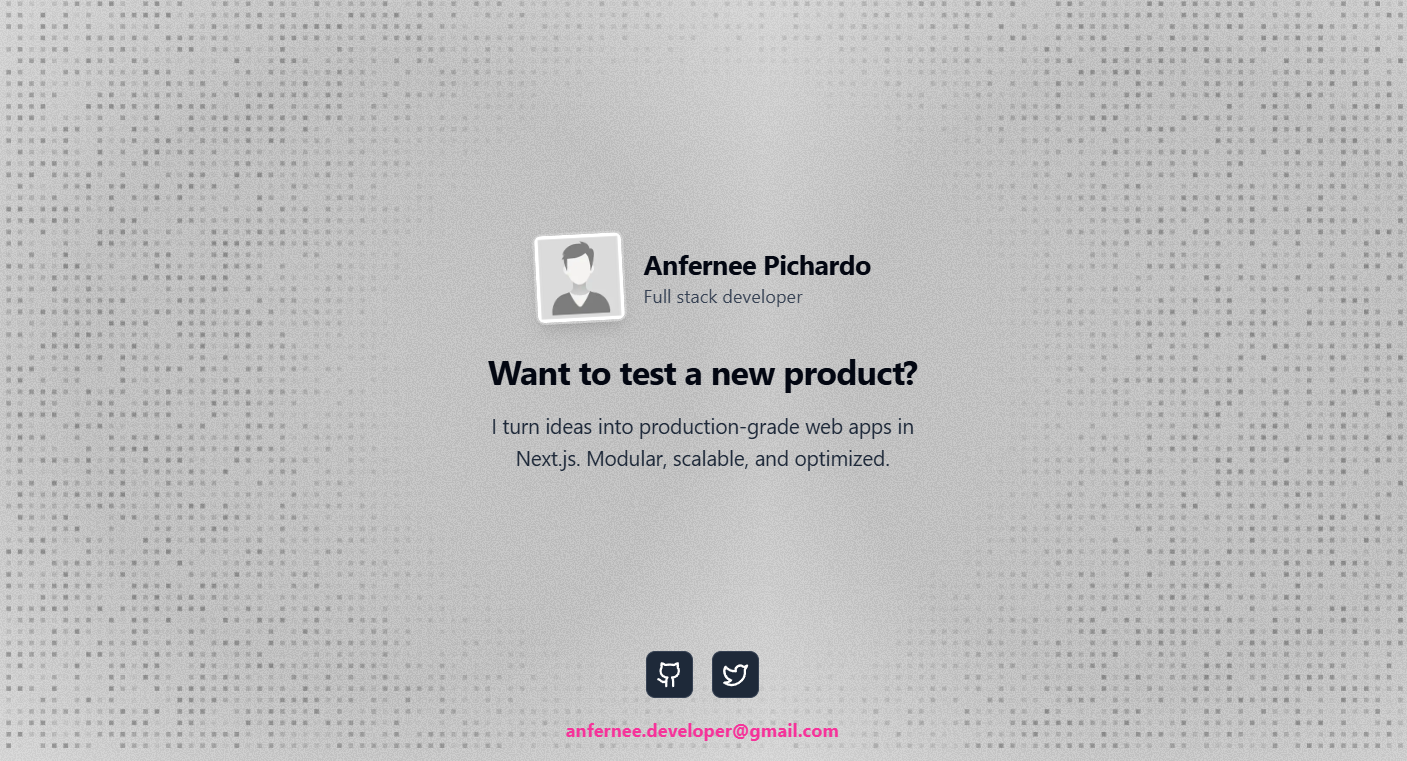 Anfernee Pichardo
Full stack developer
Want to test a new product?
I turn ideas into production-grade web apps in
Next.js. Modular, scalable, and optimized.
anfernee.developer@gmail.com